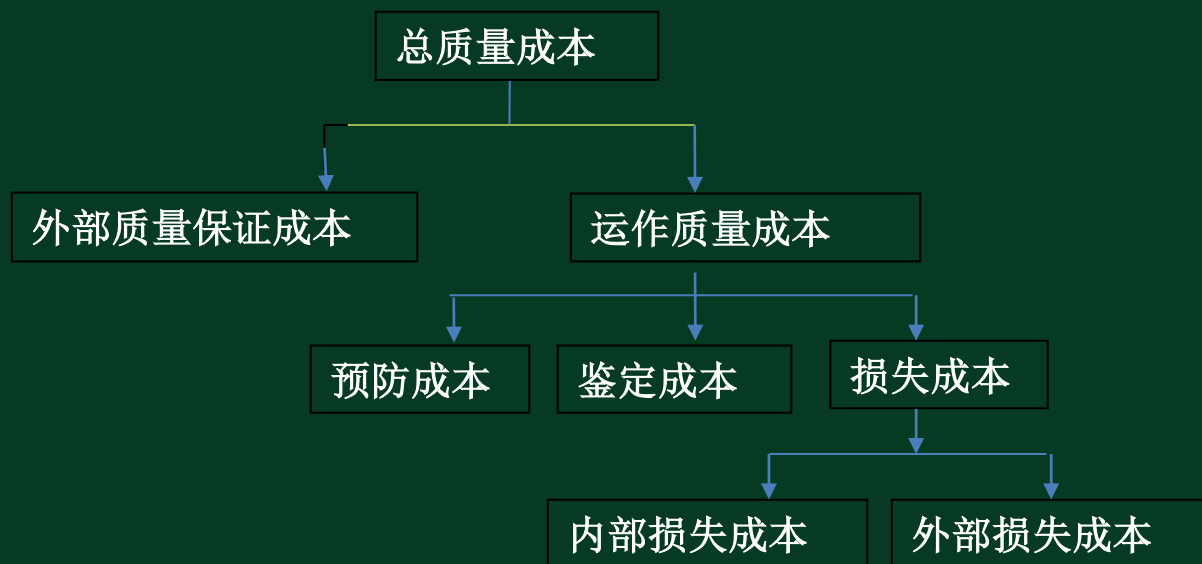 总质量成本
外部质量保证成本
运作质量成本
预防成本
鉴定成本
损失成本
内部损失成本
外部损失成本